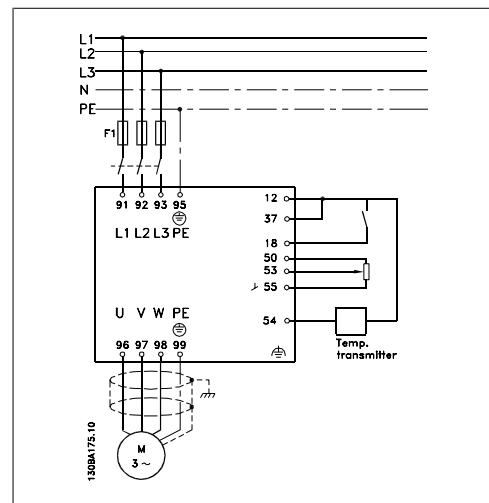 L1
L2
L3
N
PE
F1
91 92 93 95
L1 L2 L3 PE
12
37
18
50
53
55
54
Temp.
transmitter
U V W PE
96 97 98 99
M
3 ~
130BA175.10